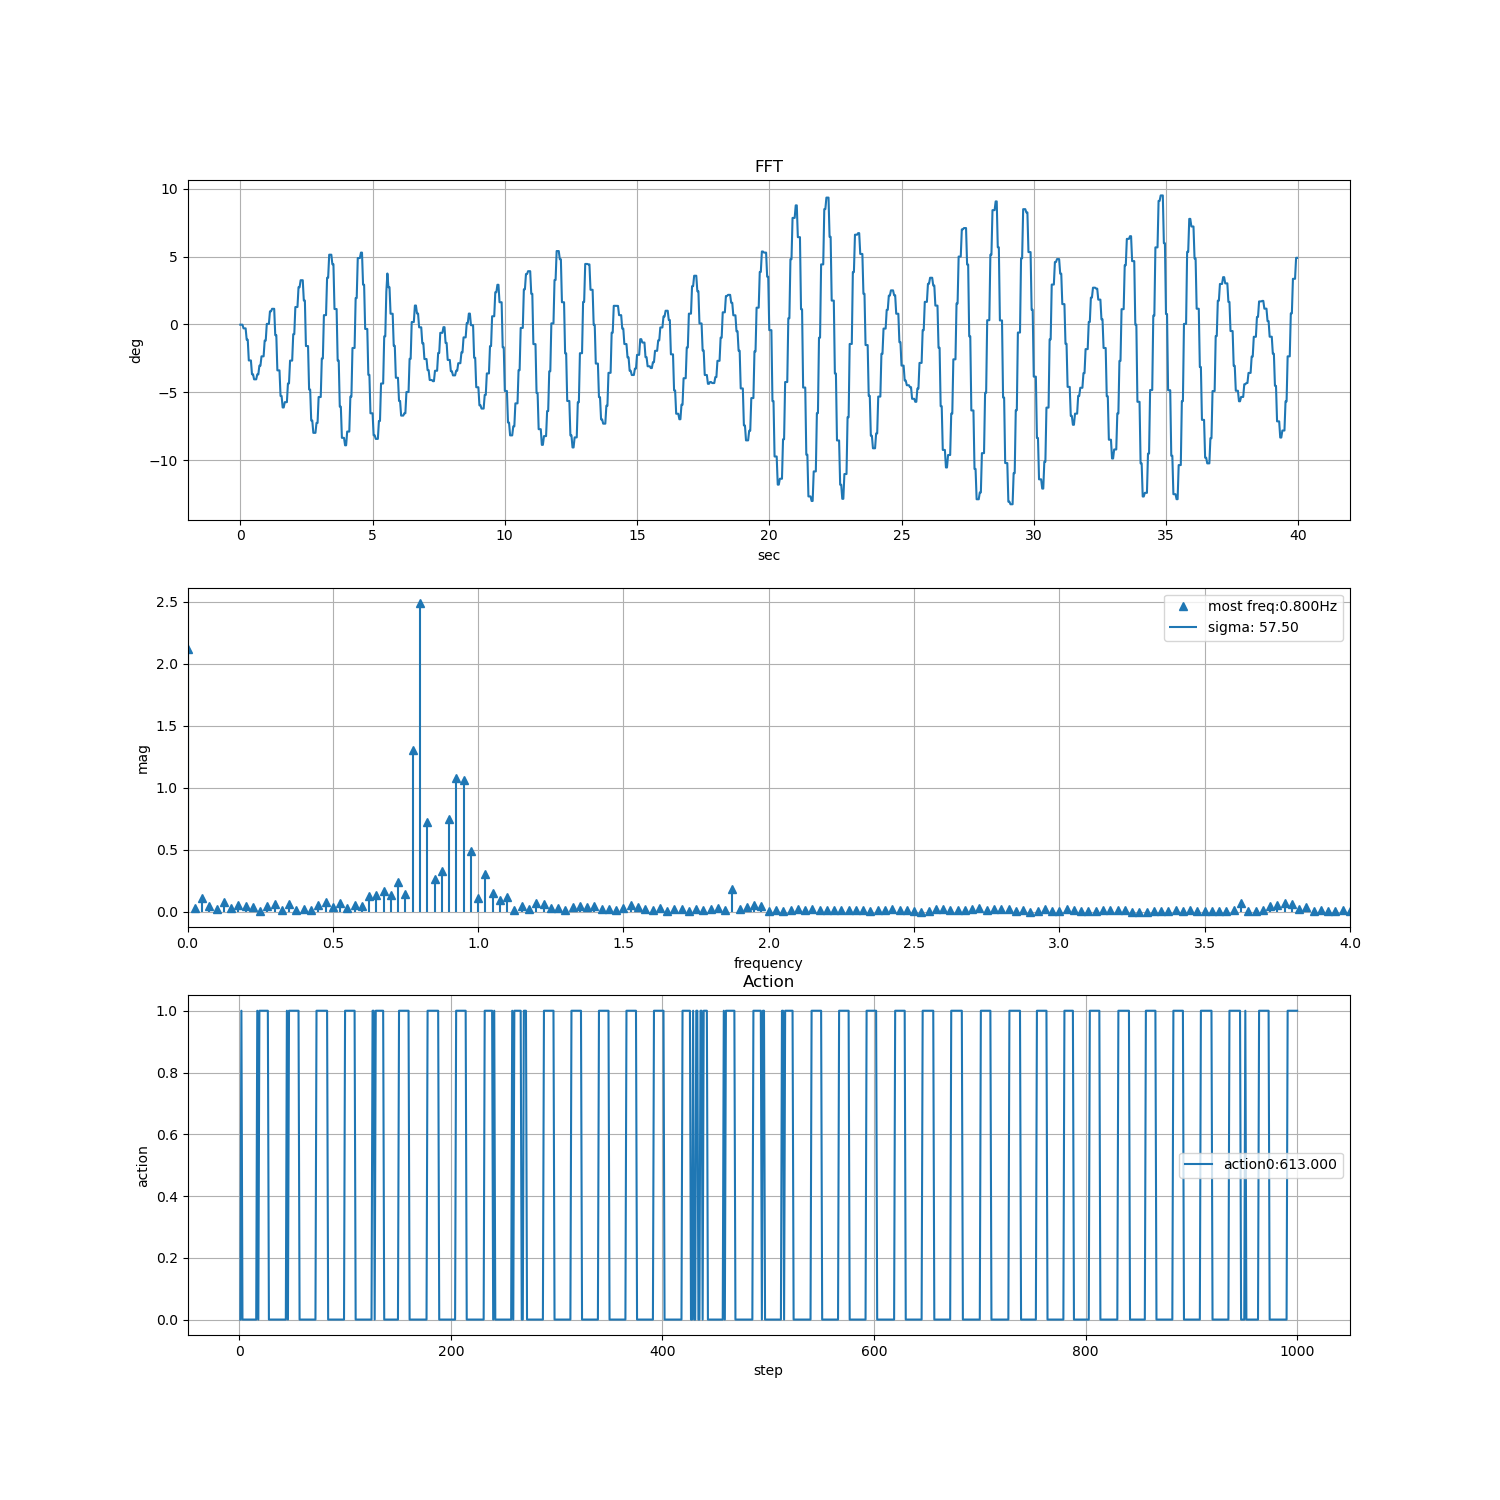 FFT
10
5
0
−5
−10
deg
0 5 10 15 20 25 30 35 40
sec
2.5
2.0
1.5
1.0
0.5
0.0
mag
most freq:0.800Hz
sigma: 57.50
0.0 0.5 1.0 1.5 2.0 2.5 3.0 3.5 4.0
frequency
Action
1.0
0.8
0.6
0.4
0.2
0.0
action
action0:613.000
0 200 400 600 800 1000
step